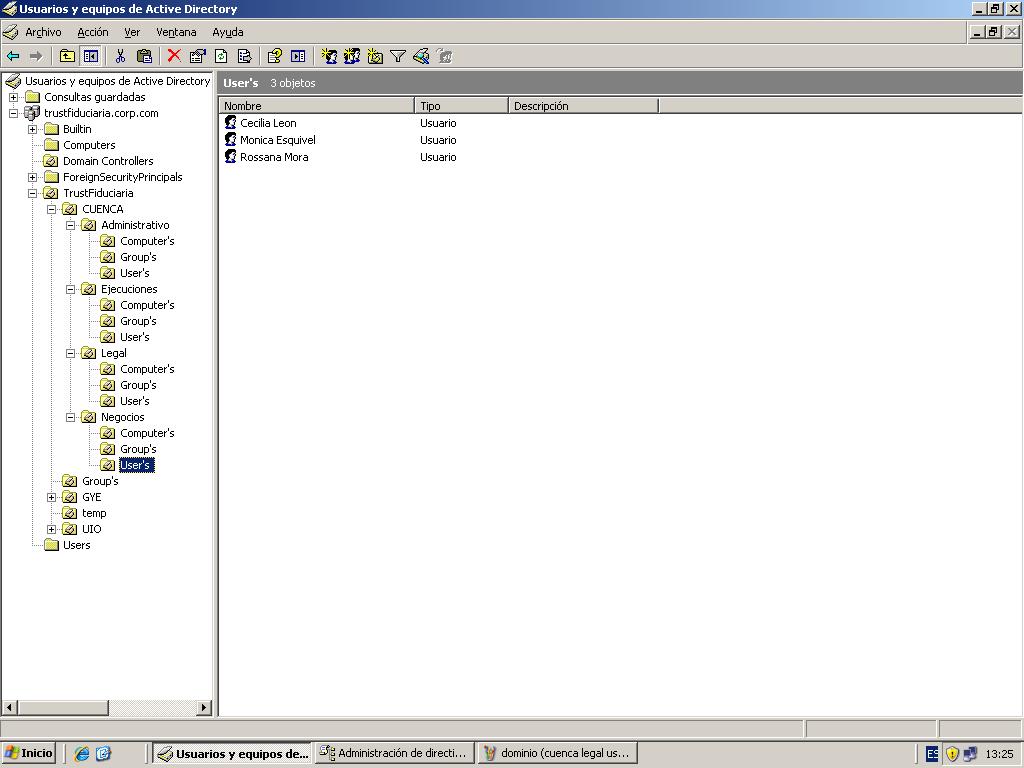 Usuarios y equipos de Active Directory
Archivo Acción Ver Ventana Ayuda
Usuarios y equipos de Active Directory
Consultas guardadas
trustfiduciaria.corp.com
Builtin
Computers
Domain Controllers
ForeignSecurityPrincipals
TrustFiduciaria
CUENCA
Administrativo
Computer's
Group's
User's
Ejecuciones
Computer's
Group's
User's
Legal
Computer's
Group's
User's
Negocios
Computer's
Group's
User's
Group's
GYE
temp
UIO
Users
User's 3 objetos
Nombre Tipo Descripción
Cecilia Leon Usuario
Monica Esquivel Usuario
Rossana Mora Usuario
Inicio Usuarios y equipos de... Administración de directi... dominio (cuenca legal us... ES 13:25